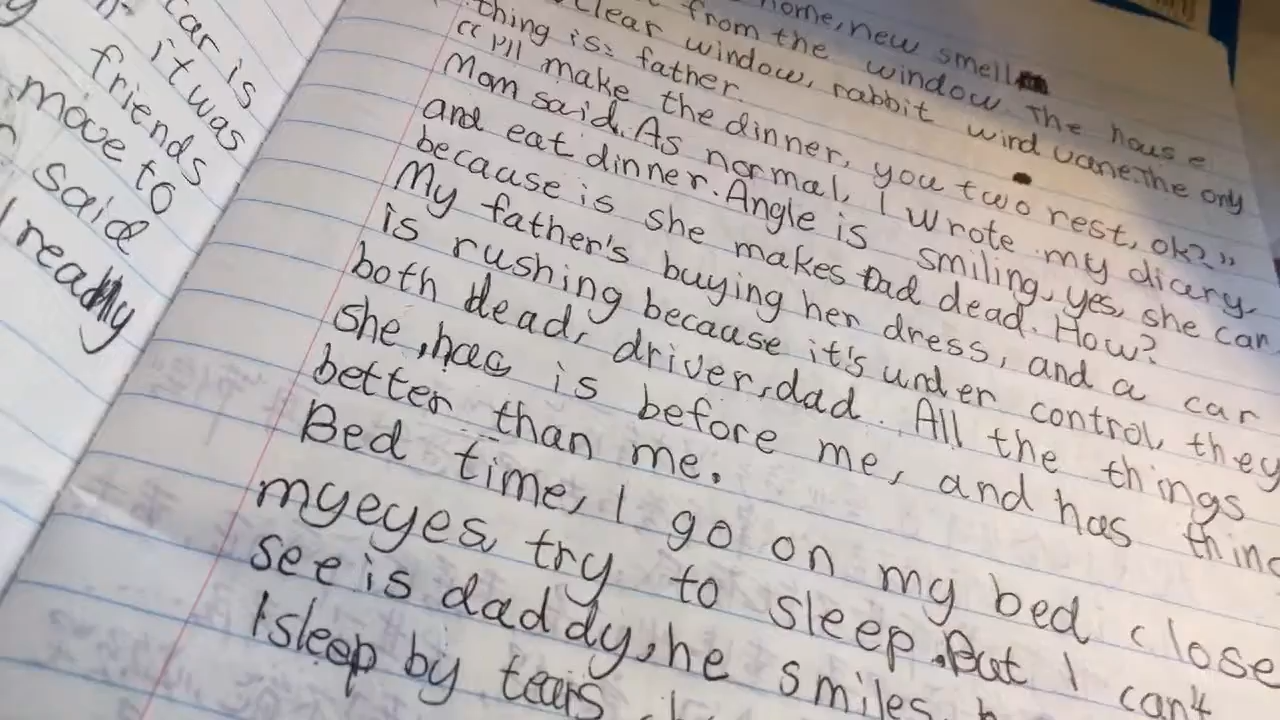 car is
it was
friends
move to
said
I really
home, new smell
from the window. The house
clear window, rabbit wind vane.The only
thing is: father.
“I'll make the dinner, you two rest, ok?”
Mom said. As normal, I wrote my diary,
and eat dinner. Angle is smiling, yes, she can,
because is she makes Dad dead. How?
My father's buying her dress, and a car
is rushing because it's under control, they
both dead, driver, dad. All the things
she has is before me, and has
better than me.
Bed time, I go on my bed close
my eyes, try to sleep. But I can't
see is daddy, he smiles
I sleep by tears